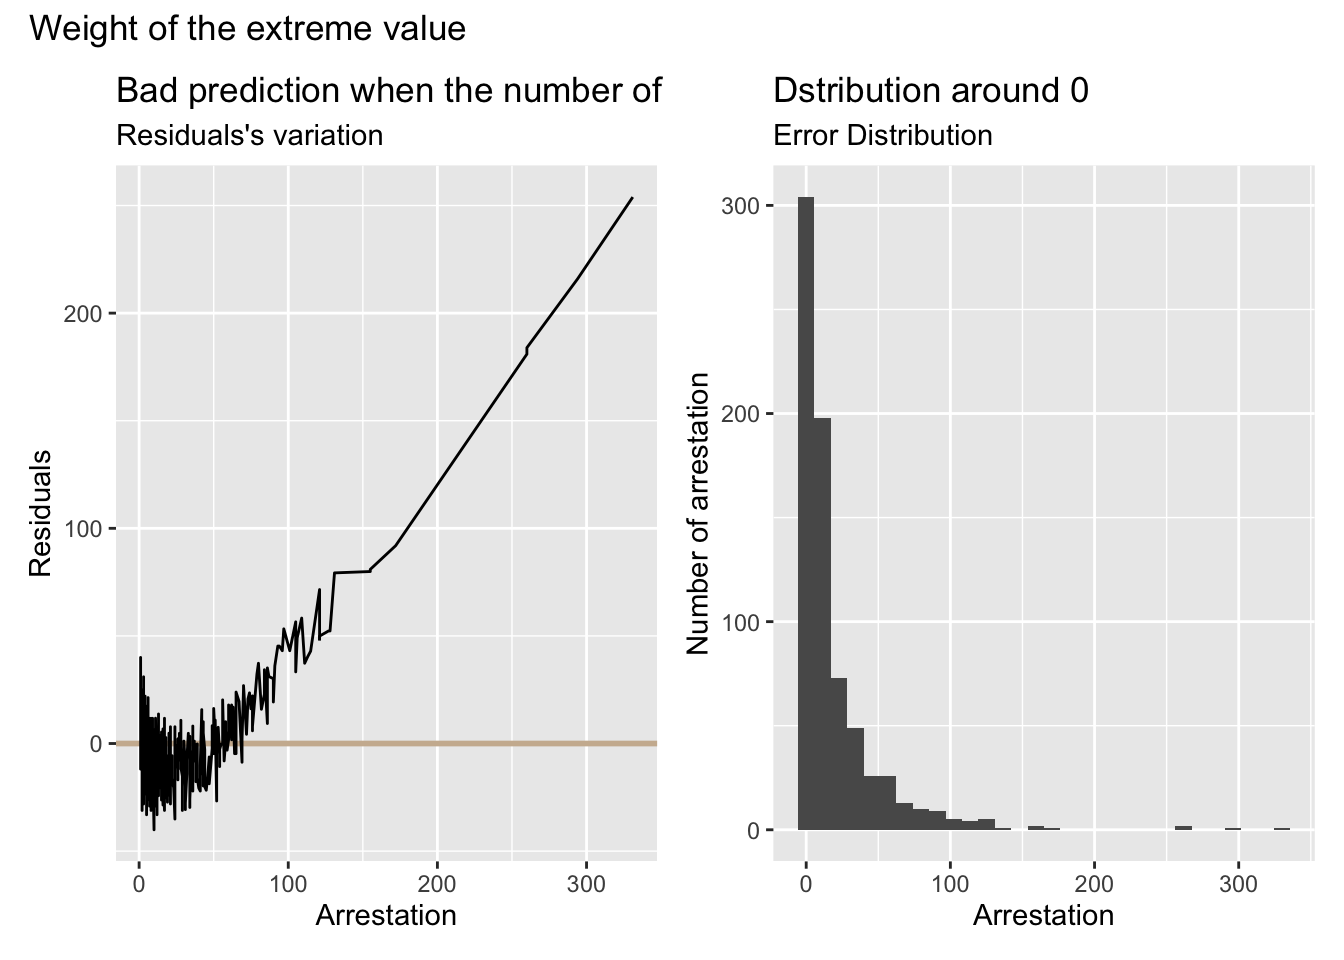 Weight of the extreme value
Bad prediction when the number of
Residuals's variation
Residuals
200
100
0
0 100 200 300
Arrestation
Dstribution around 0
Error Distribution
Number of arrestation
300
200
100
0
0 100 200 300
Arrestation